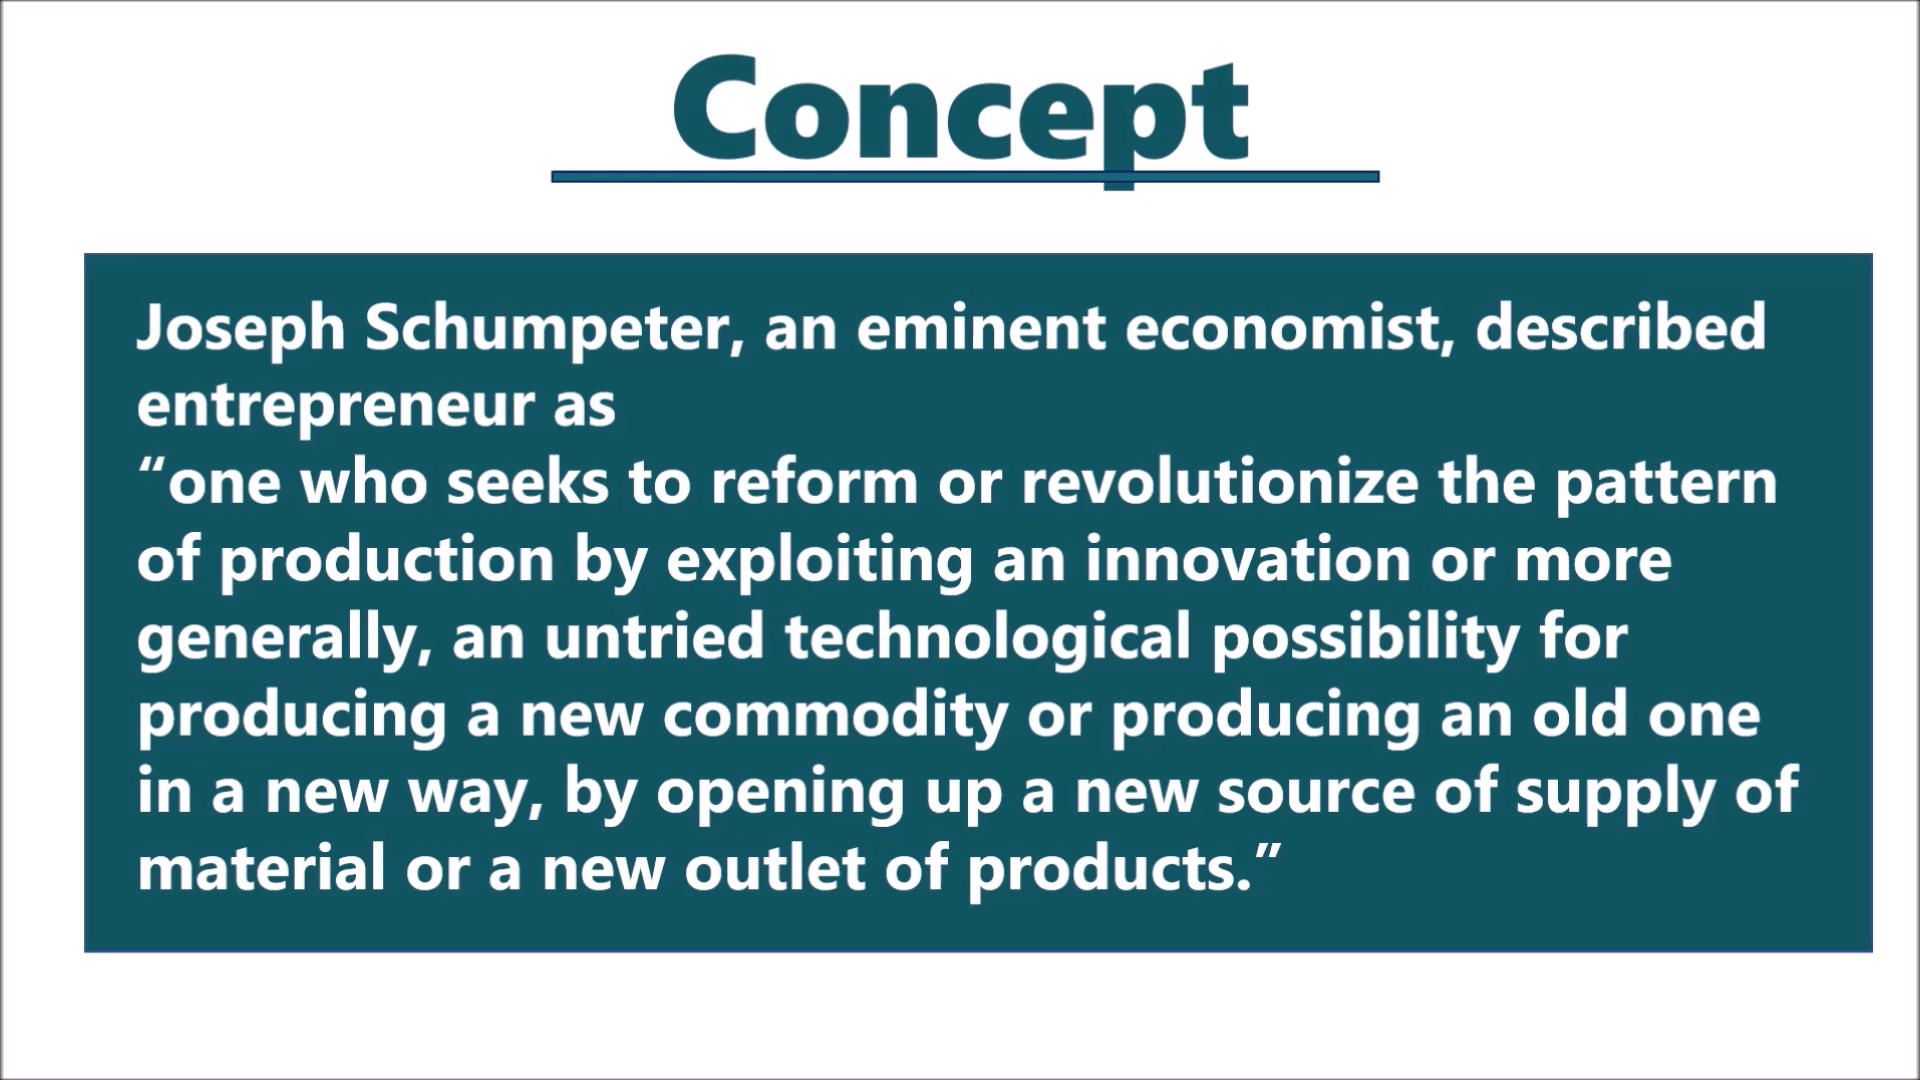 Concept
Joseph Schumpeter, an eminent economist, described
entrepreneur as
“one who seeks to reform or revolutionize the pattern
of production by exploiting an innovation or more
generally, an untried technological possibility for
producing a new commodity or producing an old one
in a new way, by opening up a new source of supply of
material or a new outlet of products.”